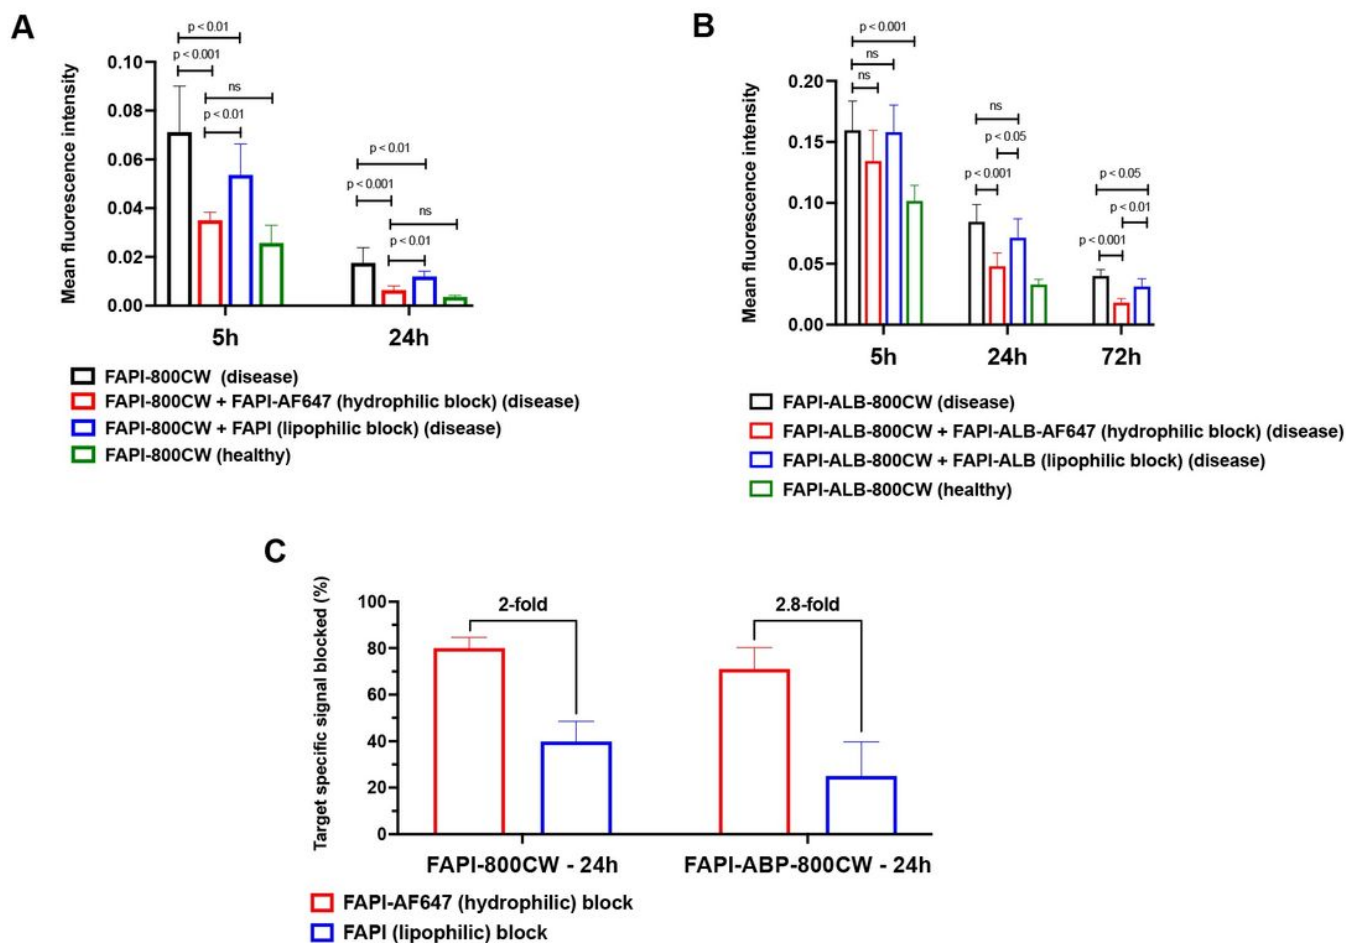 A
p < 0.01
p < 0.001
ns
p < 0.01
p < 0.01
p < 0.001
ns
p < 0.01
Mean fluorescence intensity
0.10
0.08
0.06
0.04
0.02
0.00
5h
24h
FAPI-800CW (disease)
FAPI-800CW + FAPI-AF647 (hydrophilic block) (disease)
FAPI-800CW + FAPI (lipophilic block) (disease)
FAPI-800CW (healthy)
B
p < 0.001
ns
ns
ns
p < 0.05
p < 0.001
p < 0.05
p < 0.01
p < 0.001
Mean fluorescence intensity
0.20
0.15
0.10
0.05
0.00
5h
24h
72h
FAPI-ALB-800CW (disease)
FAPI-ALB-800CW + FAPI-ALB-AF647 (hydrophilic block) (disease)
FAPI-ALB-800CW + FAPI-ALB (lipophilic block) (disease)
FAPI-ALB-800CW (healthy)
C
Target specific signal blocked (%)
100
80
60
40
20
0
2-fold
2.8-fold
FAPI-800CW - 24h
FAPI-ABP-800CW - 24h
FAPI-AF647 (hydrophilic) block
FAPI (lipophilic) block